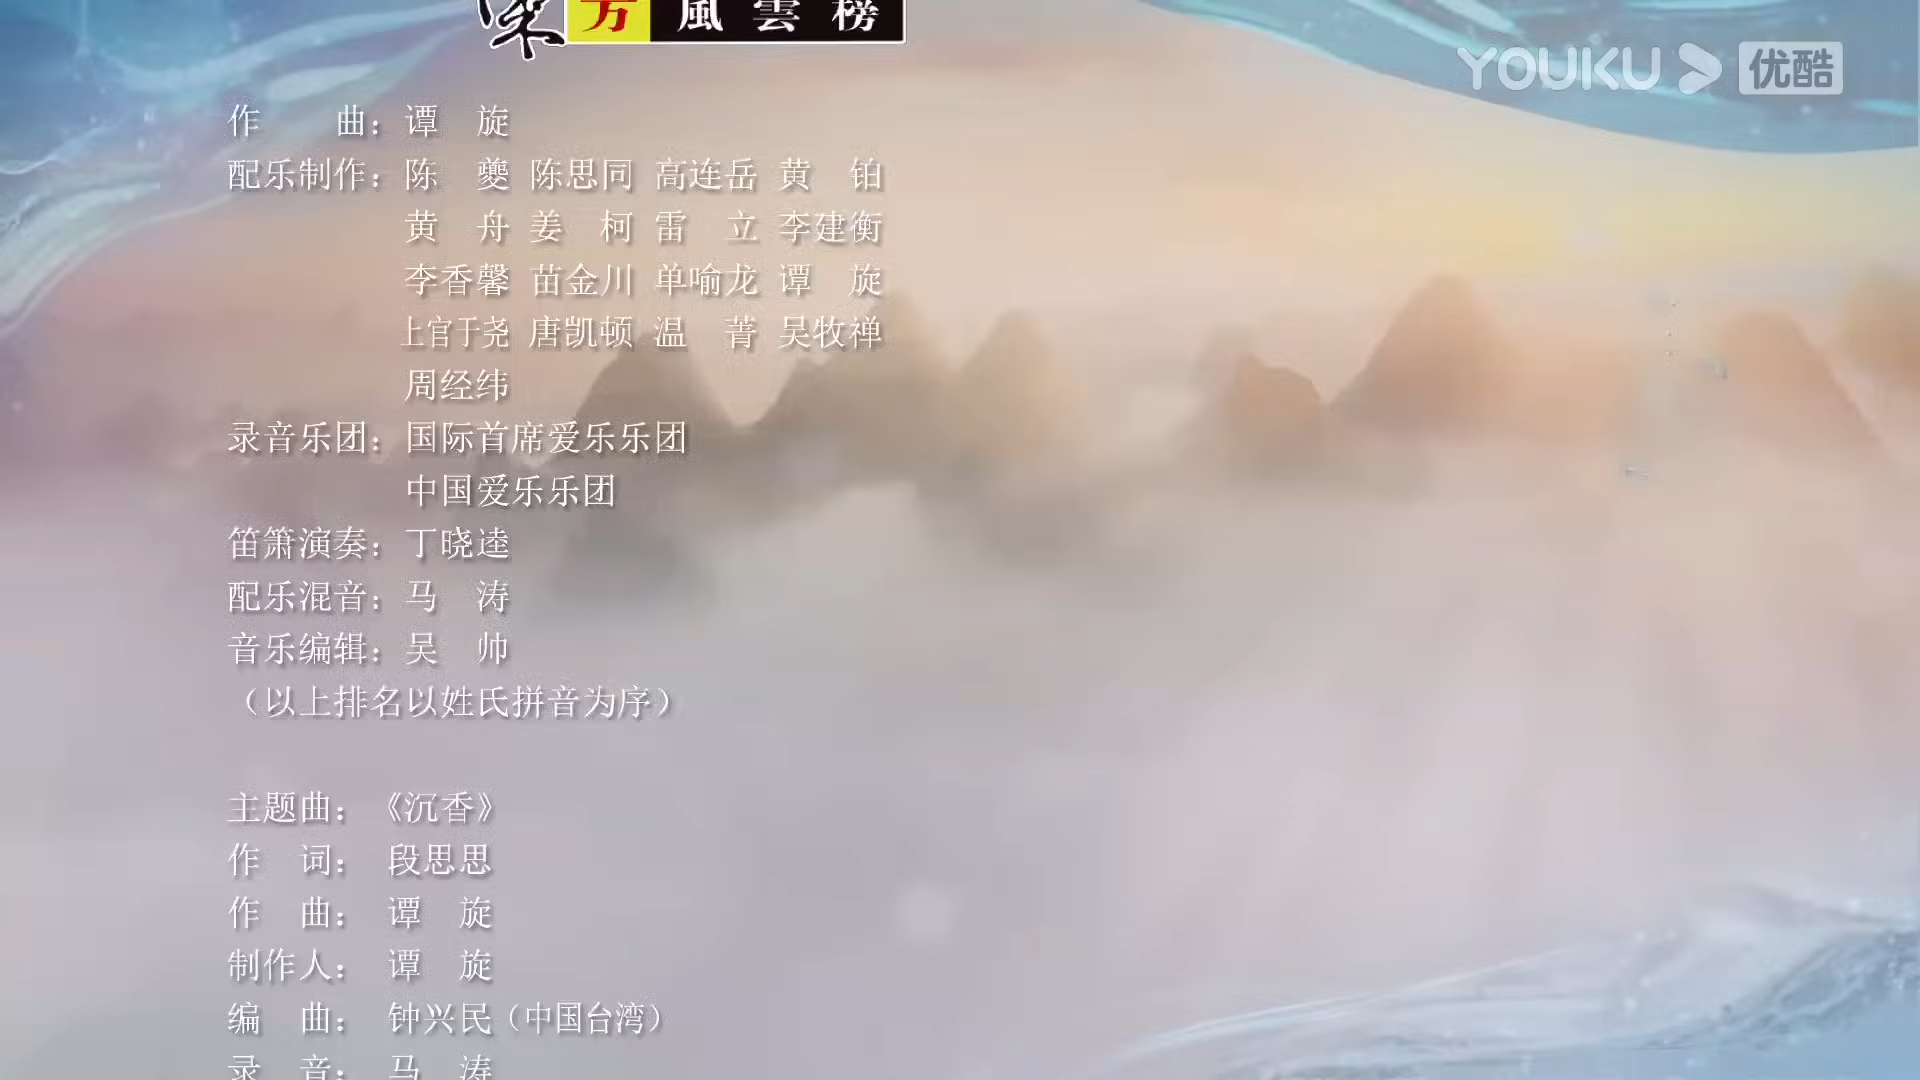 方風雲榜
YOUKU 优酷
作　　曲：谭　旋
配乐制作：陈　夔 陈思同 高连岳 黄　铂
黄　舟 姜　柯 雷　立 李建衡
李香馨 苗金川 单喻龙 谭　旋
上官于尧 唐凯顿 温　菁 吴牧禅
周经纬
录音乐团：国际首席爱乐乐团
中国爱乐乐团
笛箫演奏：丁晓逵
配乐混音：马　涛
音乐编辑：吴　帅
（以上排名以姓氏拼音为序）
主题曲：《沉香》
作　词：段思思
作　曲：谭　旋
制作人：谭　旋
编　曲：钟兴民（中国台湾）
录　音：马　涛